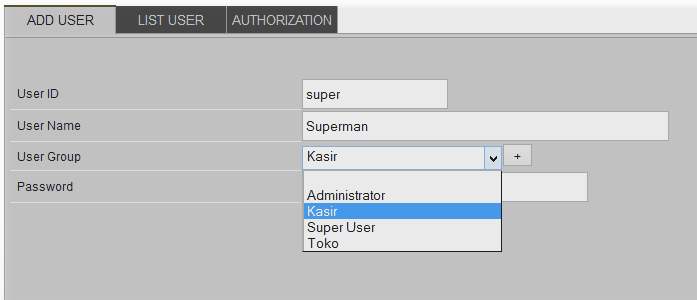 ADD USER LIST USER AUTHORIZATION
User ID super
User Name Superman
User Group Kasir +
Password
Administrator
Kasir
Super User
Toko